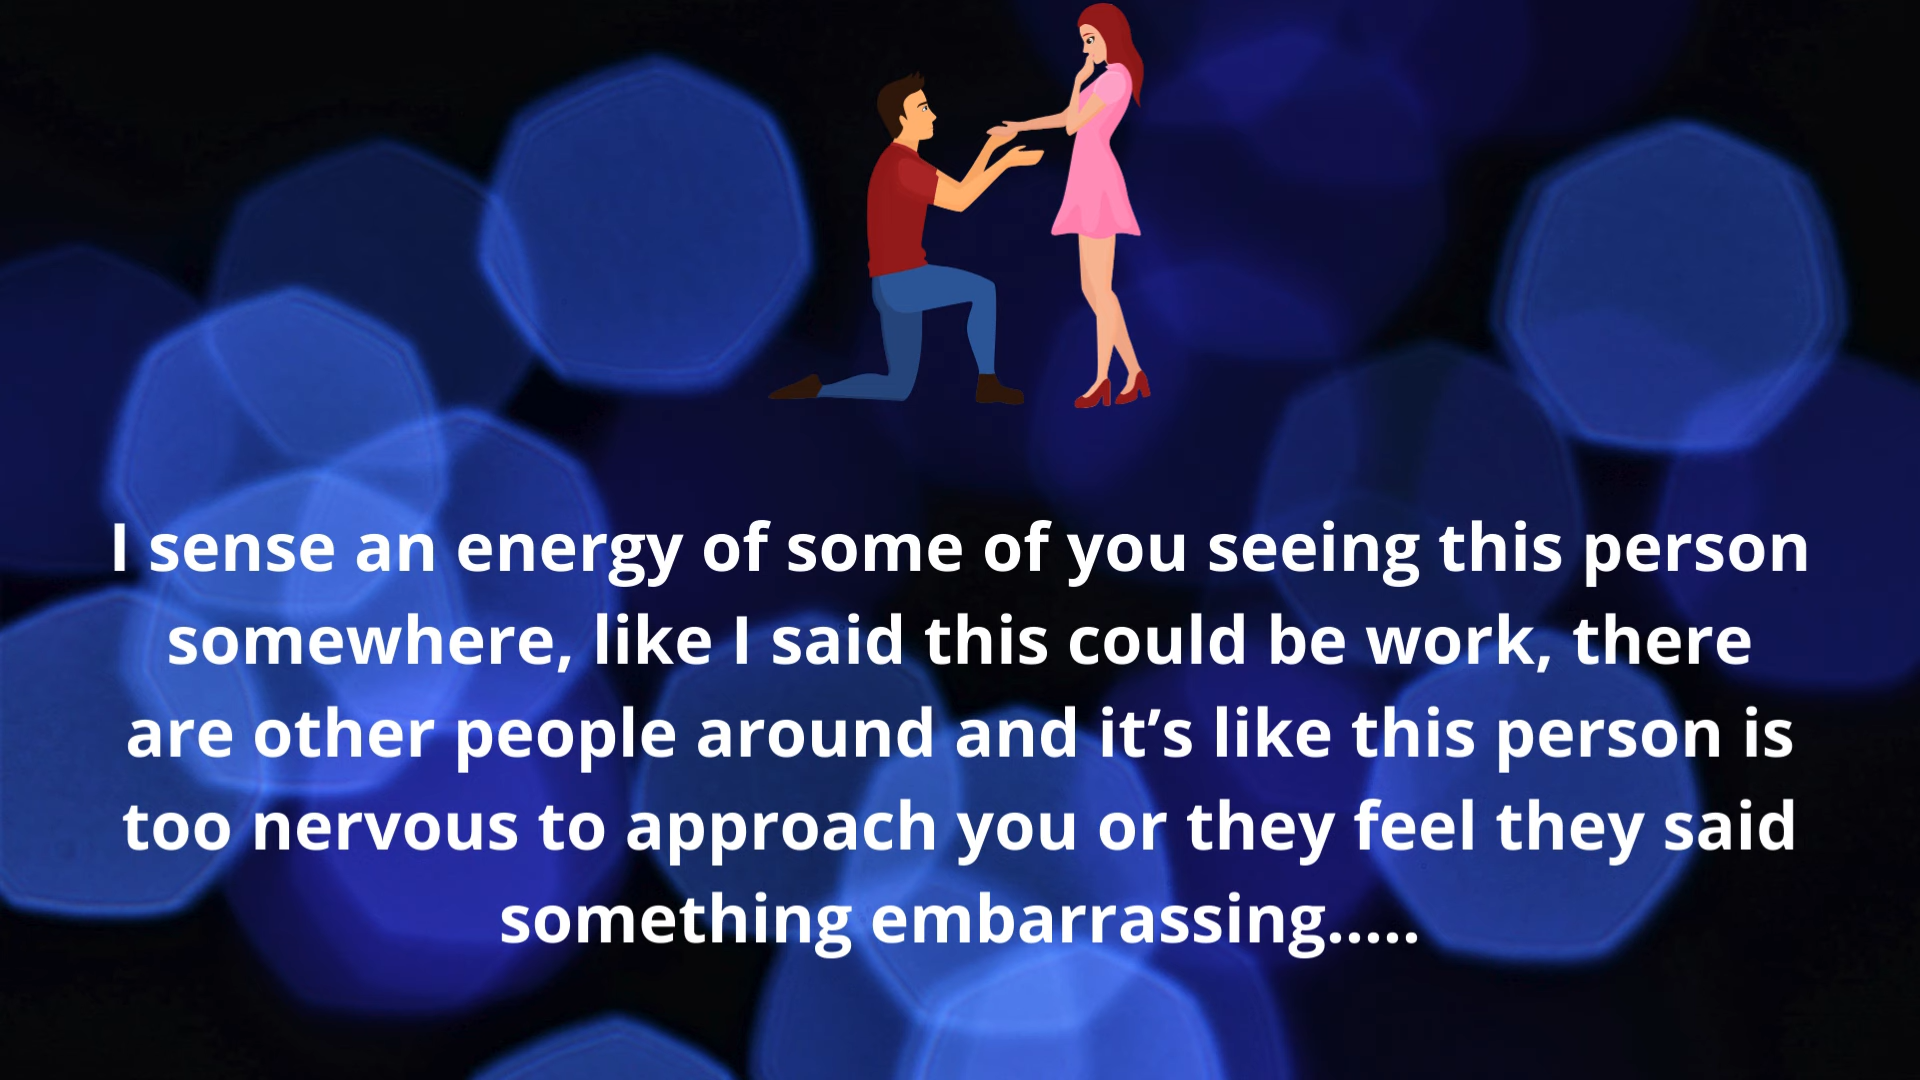 I sense an energy of some of you seeing this person
somewhere, like I said this could be work, there
are other people around and it’s like this person is
too nervous to approach you or they feel they said
something embarrassing.....